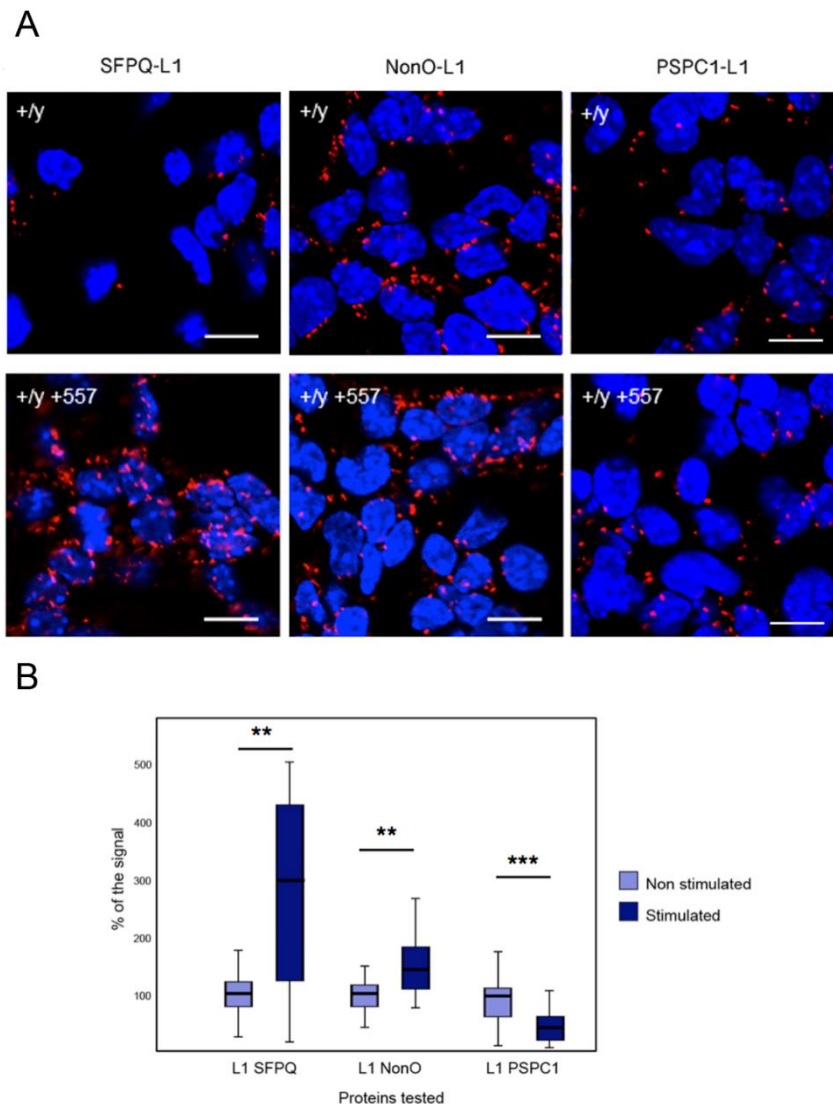 A
SFPQ-L1 NonO-L1 PSPC1-L1
+/y +/y +/y
+/y +557 +/y +557 +/y +557
B
% of the signal
500
400
300
200
100
** ** ***
Non stimulated
Stimulated
L1 SFPQ L1 NonO L1 PSPC1
Proteins tested